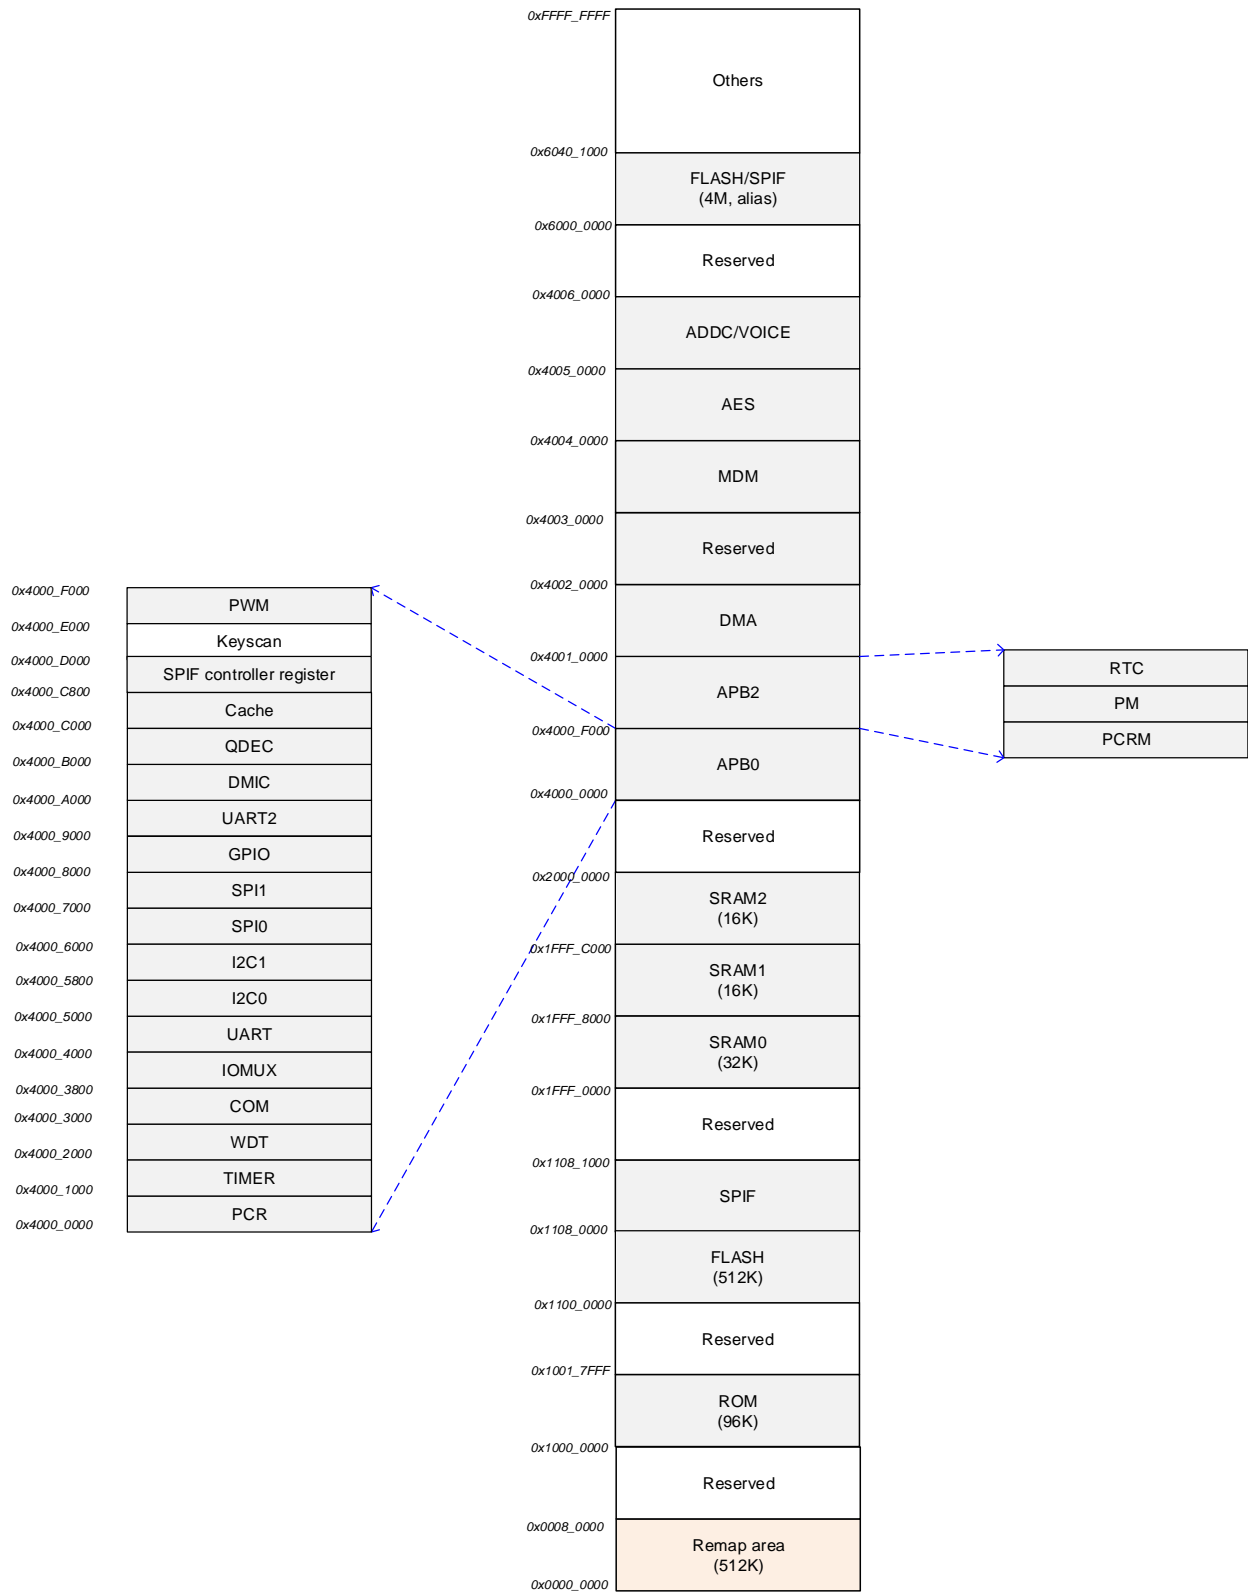 0xFFFF_FFFF
Others
0x6040_1000
FLASH/SPIF
(4M, alias)
0x6000_0000
Reserved
0x4006_0000
ADDC/VOICE
0x4005_0000
AES
0x4004_0000
MDM
0x4003_0000
Reserved
0x4002_0000
DMA
0x4001_0000
APB2
0x4000_F000
APB0
0x4000_0000
Reserved
0x2000_0000
SRAM2
(16K)
0x1FFF_C000
SRAM1
(16K)
0x1FFF_8000
SRAM0
(32K)
0x1FFF_0000
Reserved
0x1108_1000
SPIF
0x1108_0000
FLASH
(512K)
0x1100_0000
Reserved
0x1001_7FFF
ROM
(96K)
0x1000_0000
Reserved
0x0008_0000
Remap area
(512K)
0x0000_0000
0x4000_F000
PWM
0x4000_E000
Keyscan
0x4000_D000
SPIF controller register
0x4000_C800
Cache
0x4000_C000
QDEC
0x4000_B000
DMIC
0x4000_A000
UART2
0x4000_9000
GPIO
0x4000_8000
SPI1
0x4000_7000
SPI0
0x4000_6000
I2C1
0x4000_5800
I2C0
0x4000_5000
UART
0x4000_4000
IOMUX
0x4000_3800
COM
0x4000_3000
WDT
0x4000_2000
TIMER
0x4000_1000
PCR
0x4000_0000
RTC
PM
PCRM